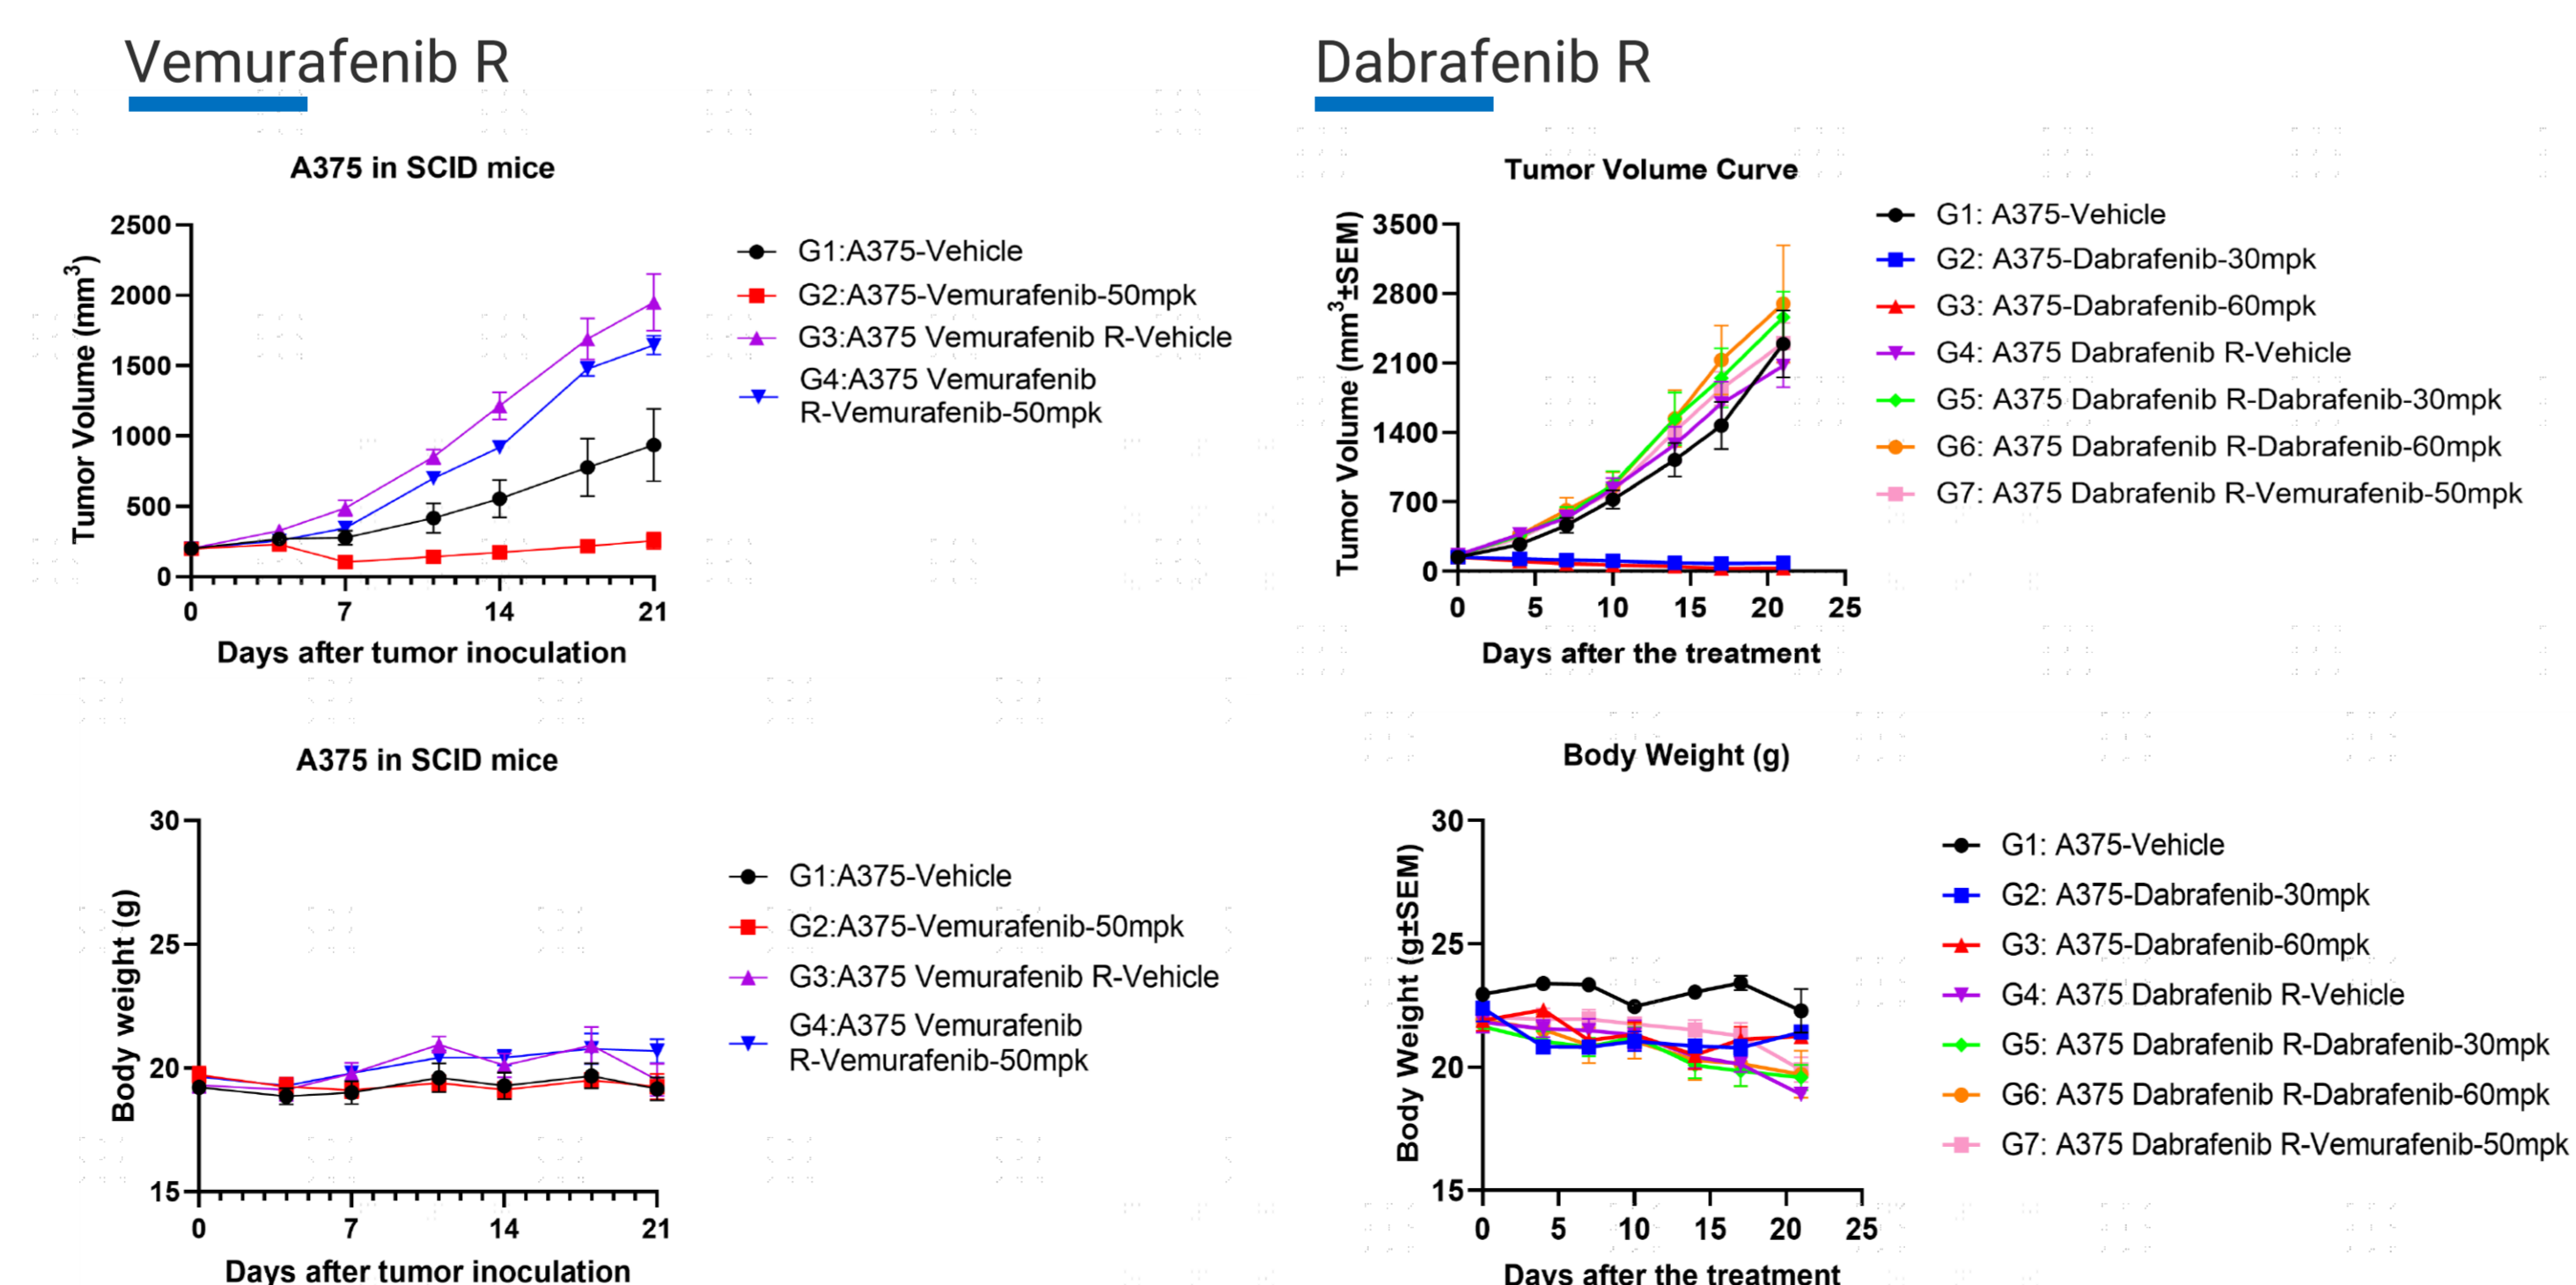 Vemurafenib R
A375 in SCID mice
Tumor Volume (mm³)
2500
2000
1500
1000
500
0
0 7 14 21
Days after tumor inoculation
G1:A375-Vehicle
G2:A375-Vemurafenib-50mpk
G3:A375 Vemurafenib R-Vehicle
G4:A375 Vemurafenib
R-Vemurafenib-50mpk
A375 in SCID mice
Body weight (g)
30
25
20
15
0 7 14 21
Days after tumor inoculation
G1:A375-Vehicle
G2:A375-Vemurafenib-50mpk
G3:A375 Vemurafenib R-Vehicle
G4:A375 Vemurafenib
R-Vemurafenib-50mpk
Dabrafenib R
Tumor Volume Curve
Tumor Volume (mm³±SEM)
3500
2800
2100
1400
700
0
0 5 10 15 20 25
Days after the treatment
G1: A375-Vehicle
G2: A375-Dabrafenib-30mpk
G3: A375-Dabrafenib-60mpk
G4: A375 Dabrafenib R-Vehicle
G5: A375 Dabrafenib R-Dabrafenib-30mpk
G6: A375 Dabrafenib R-Dabrafenib-60mpk
G7: A375 Dabrafenib R-Vemurafenib-50mpk
Body Weight (g)
Body Weight (g±SEM)
30
25
20
15
0 5 10 15 20 25
Days after the treatment
G1: A375-Vehicle
G2: A375-Dabrafenib-30mpk
G3: A375-Dabrafenib-60mpk
G4: A375 Dabrafenib R-Vehicle
G5: A375 Dabrafenib R-Dabrafenib-30mpk
G6: A375 Dabrafenib R-Dabrafenib-60mpk
G7: A375 Dabrafenib R-Vemurafenib-50mpk